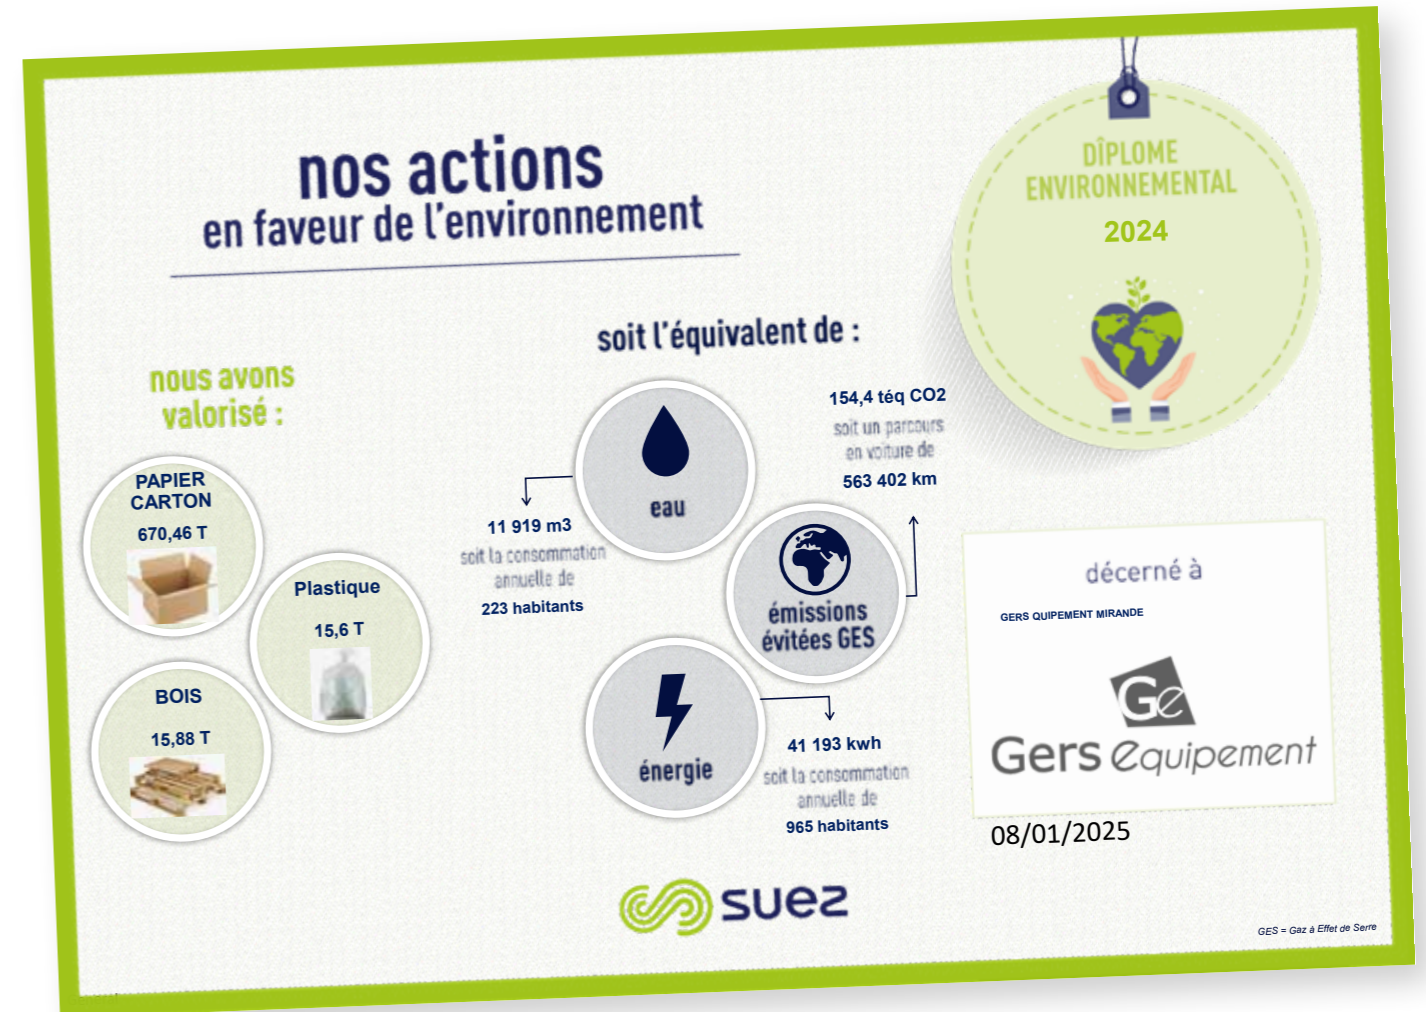 nos actions
en faveur de l'environnement
DÎPLOME
ENVIRONNEMENTAL
2024
nous avons
valorisé :
PAPIER
CARTON
670,46 T
Plastique
15,6 T
BOIS
15,88 T
soit l'équivalent de :
eau
11 919 m3
soit la consommation
annuelle de
223 habitants
154,4 téq CO2
soit un parcours
en voiture de
563 402 km
émissions
évitées GES
énergie
41 193 kwh
soit la consommation
annuelle de
965 habitants
décerné à
GERS QUIPEMENT MIRANDE
Ge
Gers equipement
08/01/2025
suez
GES = Gaz à Effet de Serre